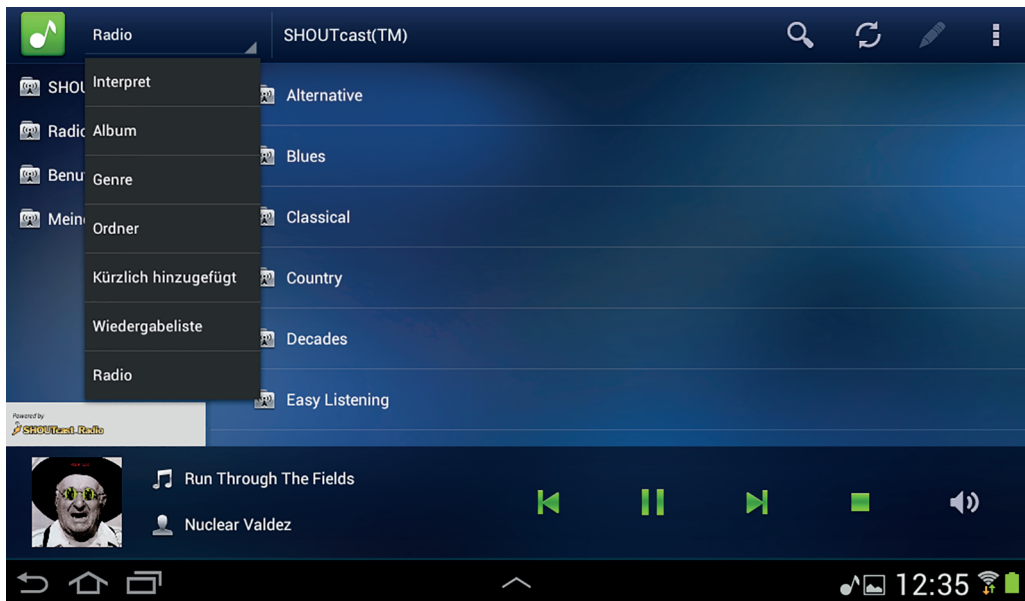 Radio
SHOUTcast(TM)
Interpret
Album
Genre
Ordner
Kürzlich hinzugefügt
Wiedergabeliste
Radio
SHOU
Radio
Benu
Mein
Alternative
Blues
Classical
Country
Decades
Easy Listening
Powered by
SHOUTcast Radio
Run Through The Fields
Nuclear Valdez
12:35